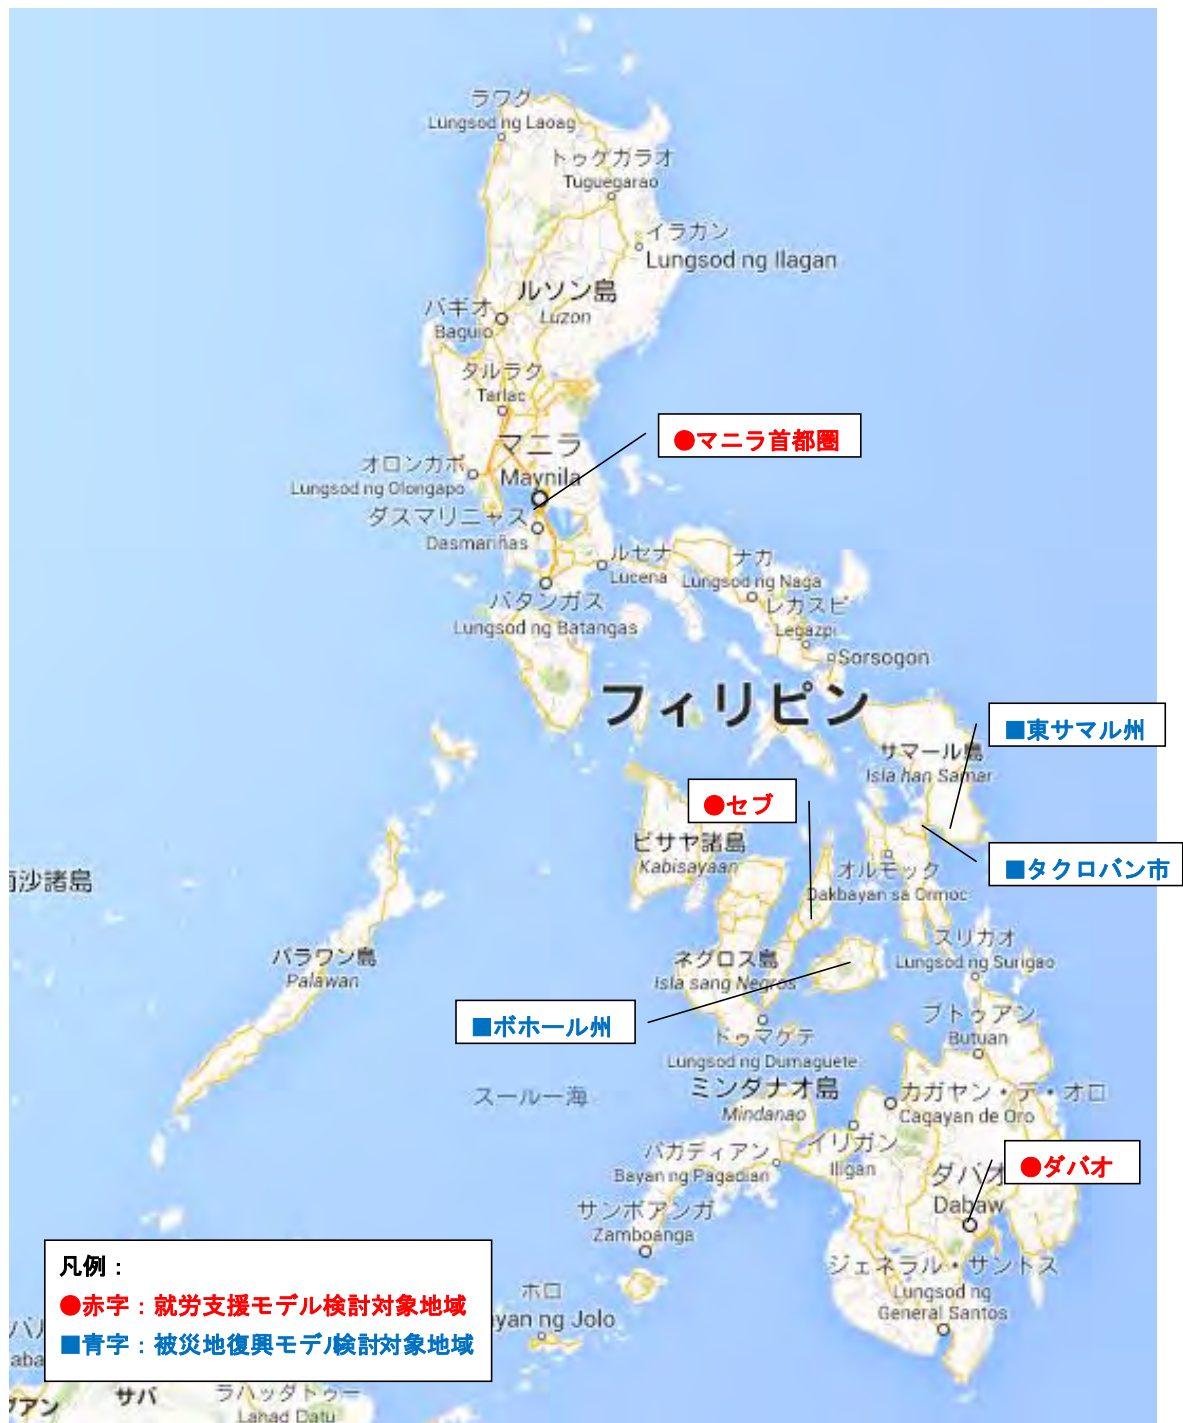 ラワグ
Lungsod ng Laoag
トゥゲガラオ
Tuguegarao
イラカン
Lungsod ng Ilagan
ルソン島
Luzon
バギオ
Baguio
タルラク
Tarlac
●マニラ首都圏
マニラ
Maynila
オロンカポ
Lungsod ng Olongapo
ダスマリニャス
Dasmariñas
ルセナ
Lucena
ナカ
Lungsod ng Naga
バタンガス
Lungsod ng Batangas
レカスピ
Legazpi
Sorsogon
フィリピン
■東サマル州
サマール島
Isla han Samar
●セブ
ビサヤ諸島
Kabisayaan
■タクロバン市
オルモック
Dakbayan sa Ormoc
沙諸島
パラワン島
Palawan
ネグロス島
Isla sang Negros
スリガオ
Lungsod ng Surigao
■ボホール州
ドゥマゲテ
Lungsod ng Dumaguete
ブトゥアン
Butuan
スールー海
ミンダナオ島
Mindanao
カガヤン・デ・オロ
Cagayan de Oro
イリガン
Iligan
パガディアン
Bayan ng Pagadian
●ダバオ
ダバオ
Dabaw
サンボアンガ
Zamboanga
ジェネラル・サントス
Lungsod ng
General Santos
ホロ
yan ng Jolo
凡例：
●赤字：就労支援モデル検討対象地域
■青字：被災地復興モデル検討対象地域
サバ
ラハッダトゥー
Lahad Datu
アン